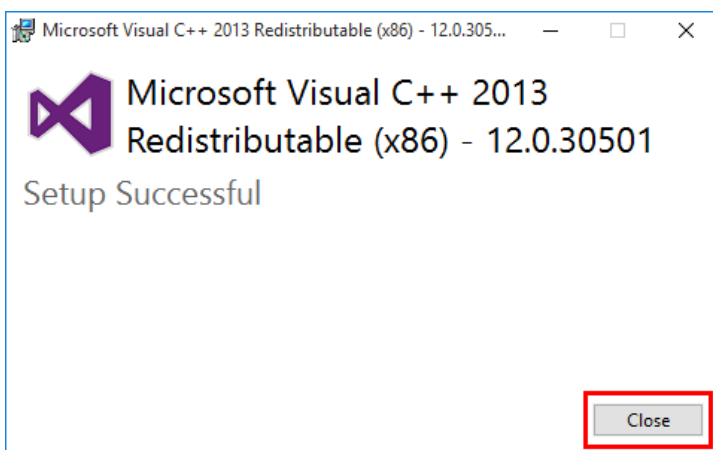 Microsoft Visual C++ 2013 Redistributable (x86) - 12.0.305...
Microsoft Visual C++ 2013
Redistributable (x86) - 12.0.30501
Setup Successful
Close